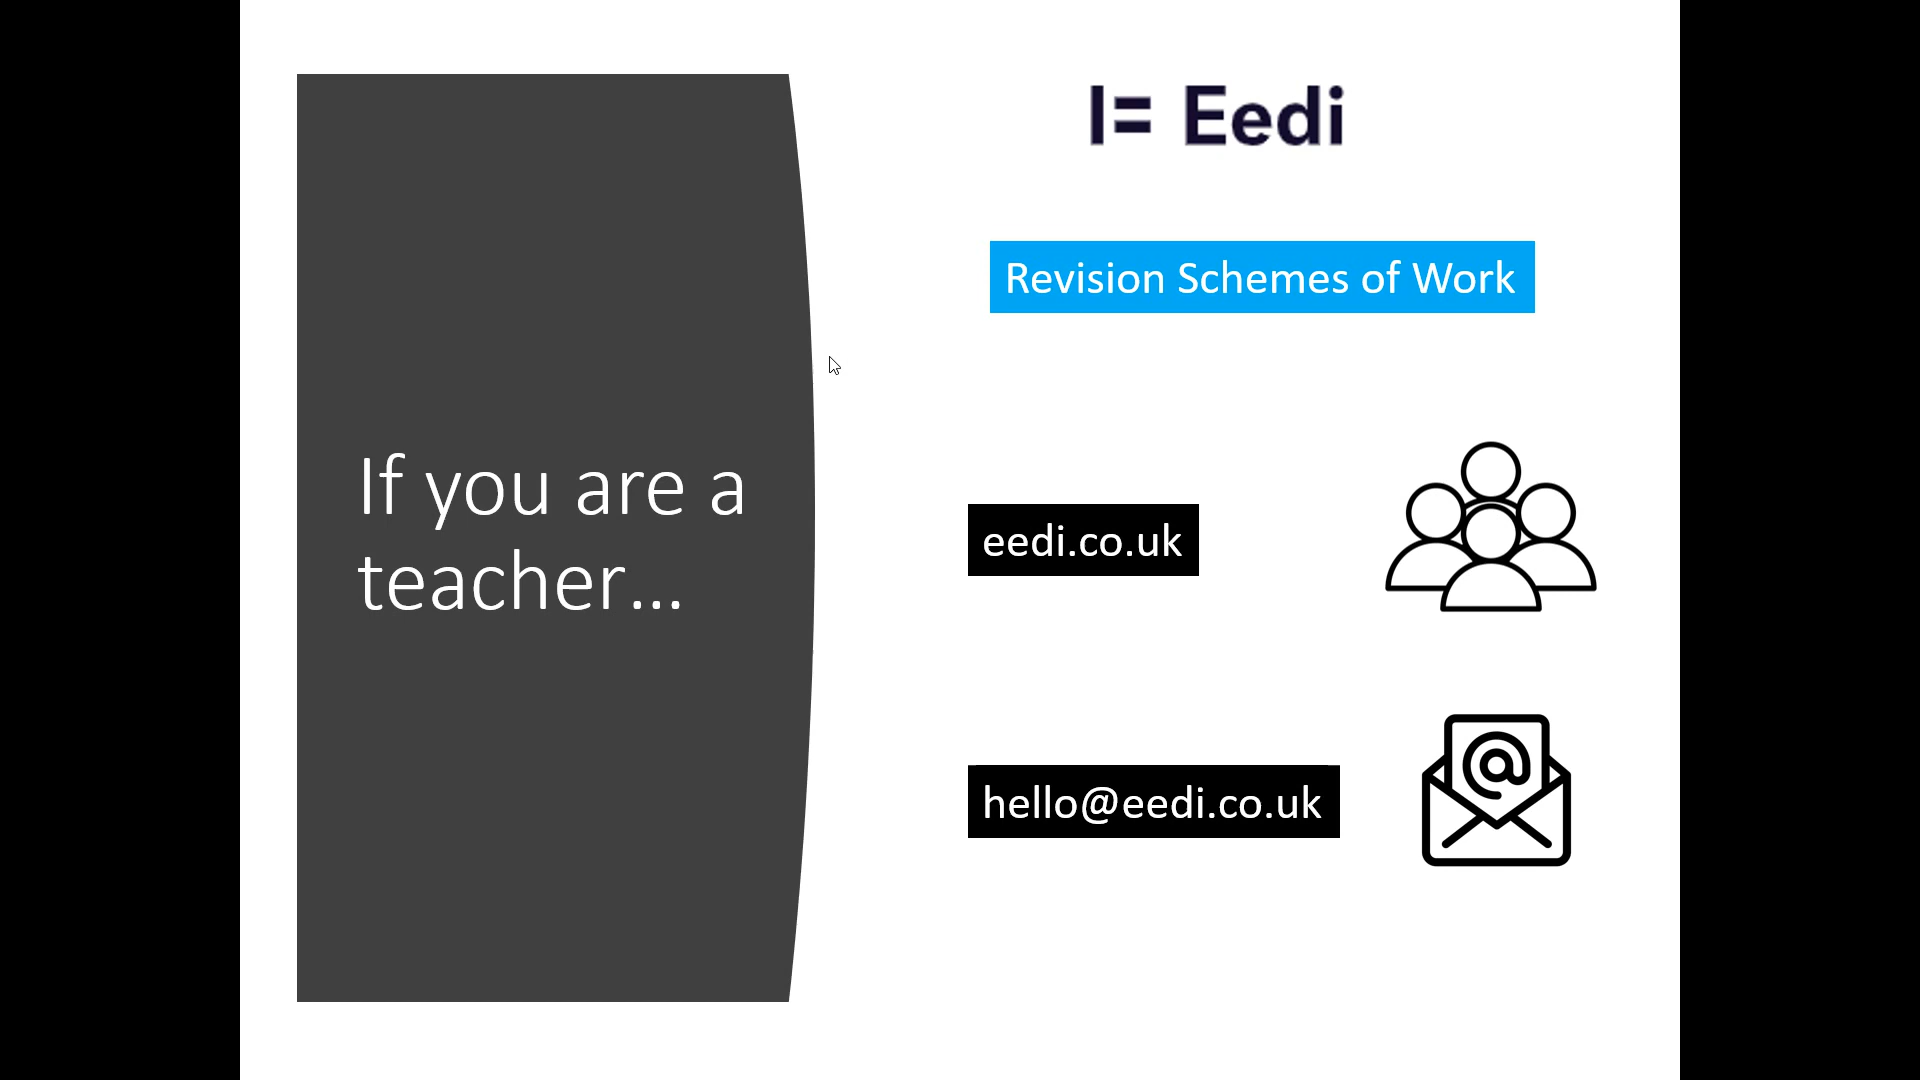 If you are a
teacher...
I= Eedi
Revision Schemes of Work
eedi.co.uk
hello@eedi.co.uk